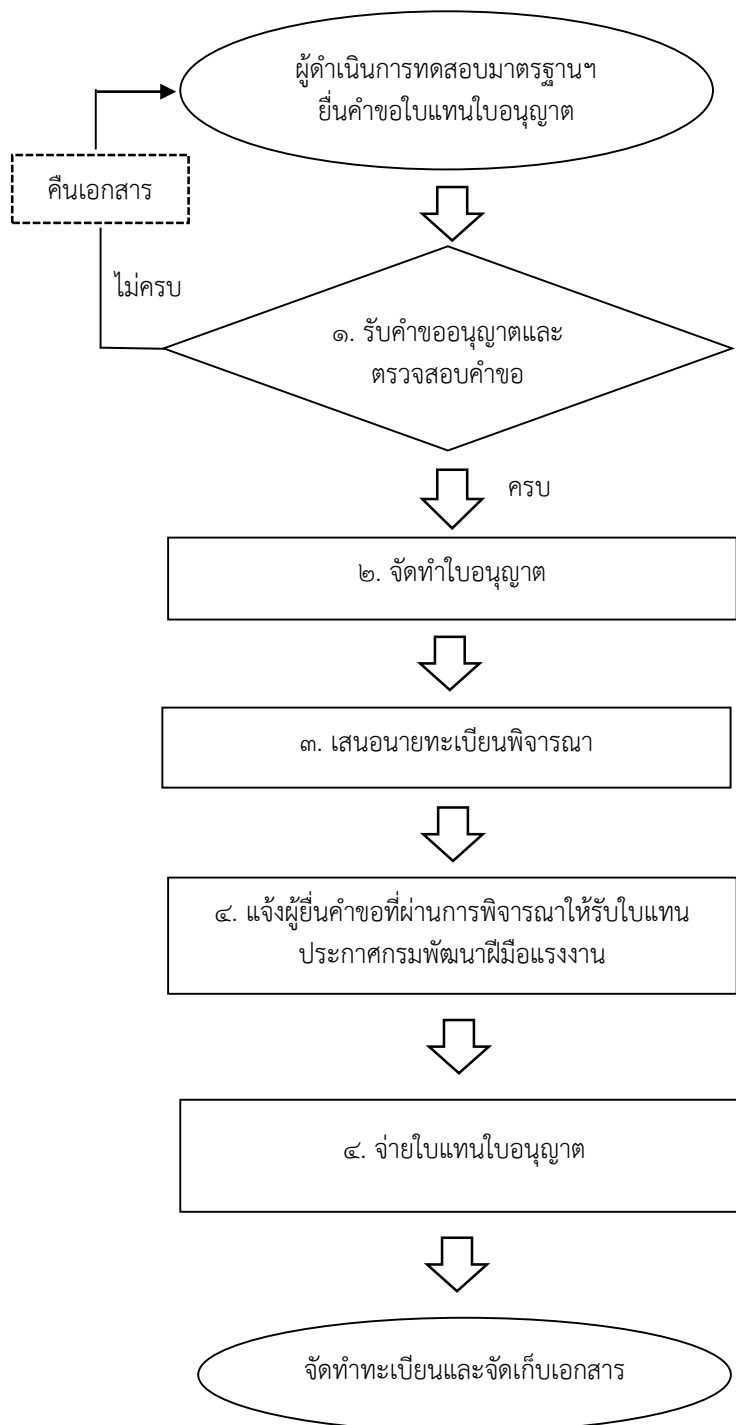 ผู้ดำเนินการทดสอบมาตรฐานฯ
ยื่นคำขอใบแทนใบอนุญาต
คืนเอกสาร
ไม่ครบ
๑. รับคำขออนุญาตและ
ตรวจสอบคำขอ
ครบ
๒. จัดทำใบอนุญาต
๓. เสนอนายทะเบียนพิจารณา
๔. แจ้งผู้ยื่นคำขอที่ผ่านการพิจารณาให้รับใบแทน
ประกาศกรมพัฒนาฝีมือแรงงาน
๔. จ่ายใบแทนใบอนุญาต
จัดทำทะเบียนและจัดเก็บเอกสาร